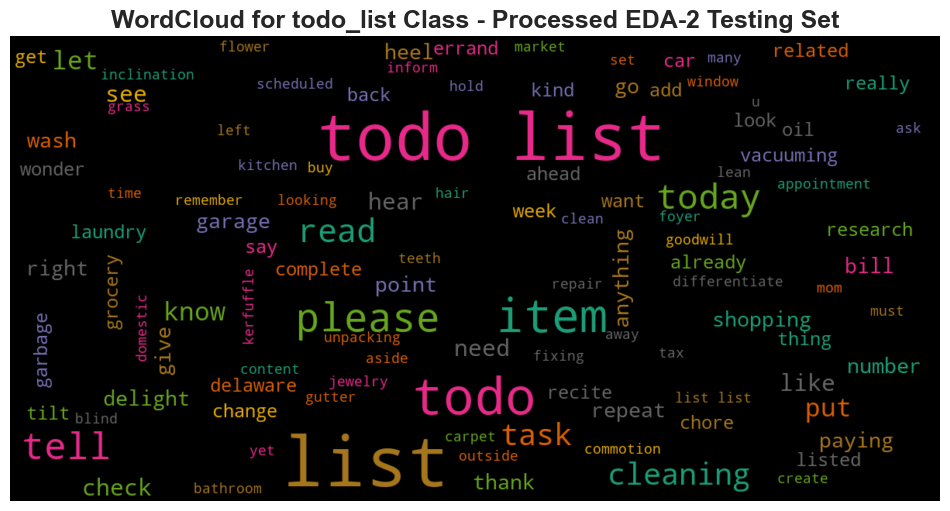 WordCloud for todo_list Class - Processed EDA-2 Testing Set
flower
market
get
let
heel
errand
set
car
many
related
inclination
inform
see
scheduled
back
hold
kind
go
add
window
really
grass
u
wash
left
todo list
look
oil
ask
wonder
kitchen
buy
ahead
vacuuming
lean
appointment
time
remember
looking
hear
hair
week
want
today
clean
foyer
laundry
garage
read
say
goodwill
research
right
grocery
complete
teeth
anything
already
bill
point
repair
differentiate
mom
domestic
kerfuffle
know
please
item
must
garbage
give
unpacking
away
shopping
thing
need
fixing
tax
aside
content
number
delaware
jewelry
delight
gutter
todo
recite
like
list list
tilt
blind
change
repeat
put
chore
tell
list
carpet
task
commotion
paying
yet
outside
cleaning
listed
check
bathroom
thank
create